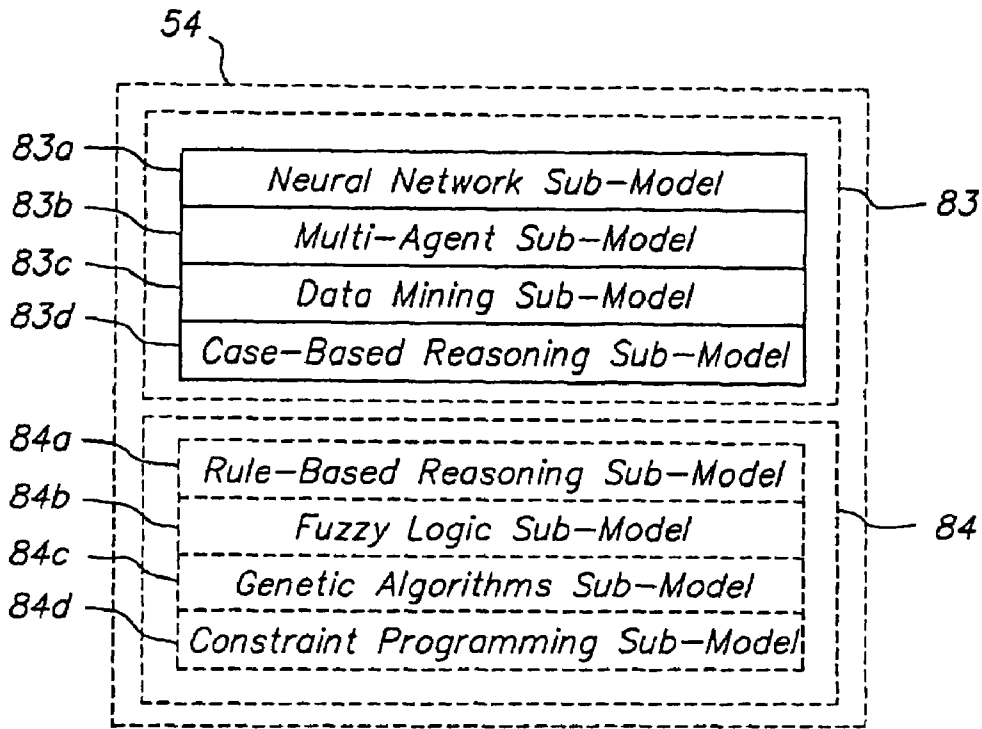 54
83a
Neural Network Sub-Model
83b
Multi-Agent Sub-Model
83
83c
Data Mining Sub-Model
83d
Case-Based Reasoning Sub-Model
84a
Rule-Based Reasoning Sub-Model
84b
Fuzzy Logic Sub-Model
84
84c
Genetic Algorithms Sub-Model
84d
Constraint Programming Sub-Model